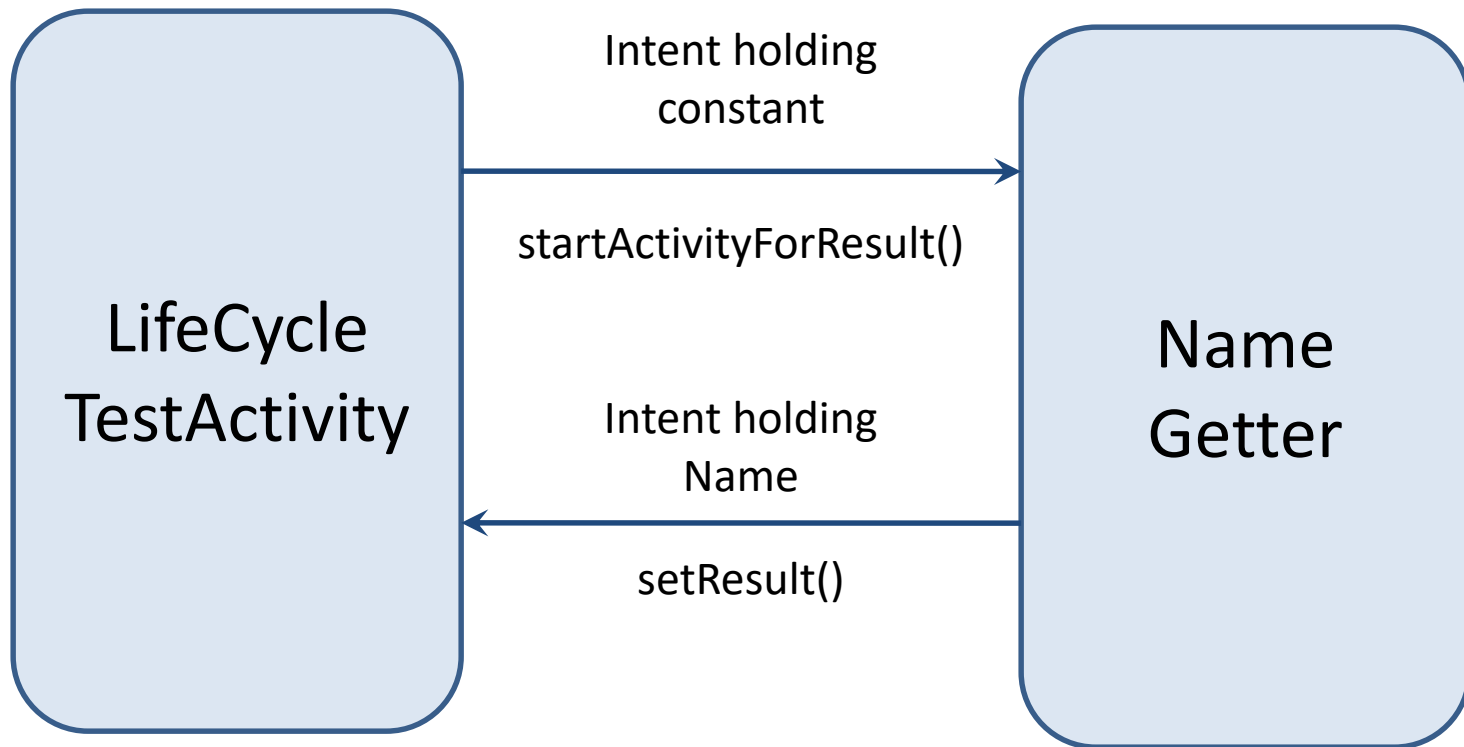 LifeCycle
TestActivity
Intent holding
constant
startActivityForResult()
Intent holding
Name
setResult()
Name
Getter